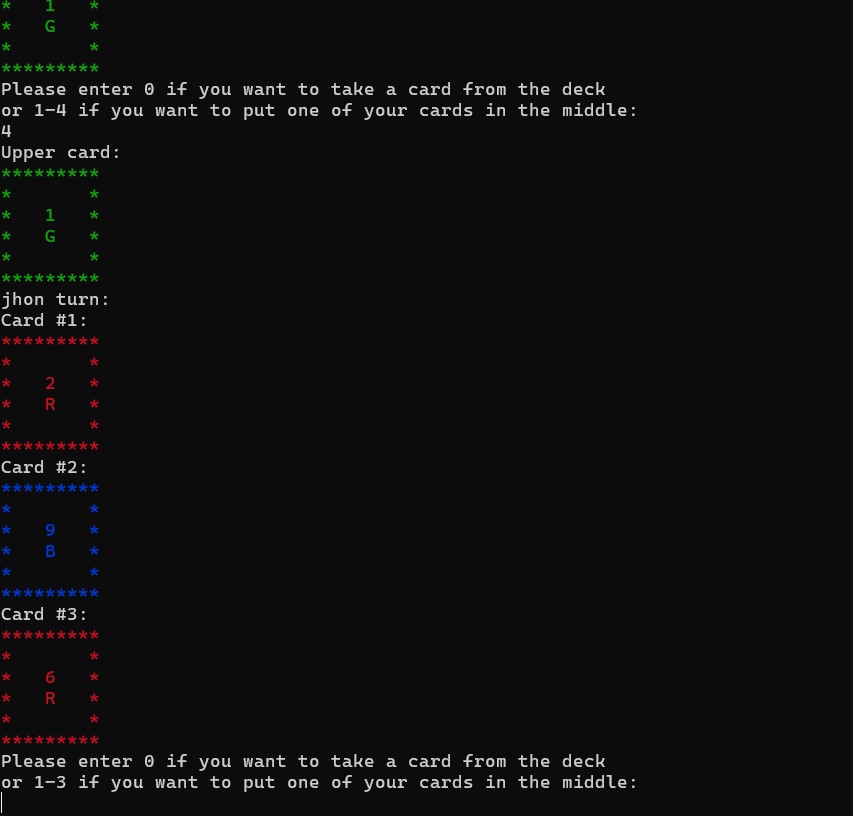 *   1   *
*   G   *
*       *
*********
Please enter 0 if you want to take a card from the deck
or 1-4 if you want to put one of your cards in the middle:
4
Upper card:
*********
*       *
*   1   *
*   G   *
*       *
*********
jhon turn:
Card #1:
*********
*       *
*   2   *
*   R   *
*       *
*********
Card #2:
*********
*       *
*   9   *
*   B   *
*       *
*********
Card #3:
*********
*       *
*   6   *
*   R   *
*       *
*********
Please enter 0 if you want to take a card from the deck
or 1-3 if you want to put one of your cards in the middle: